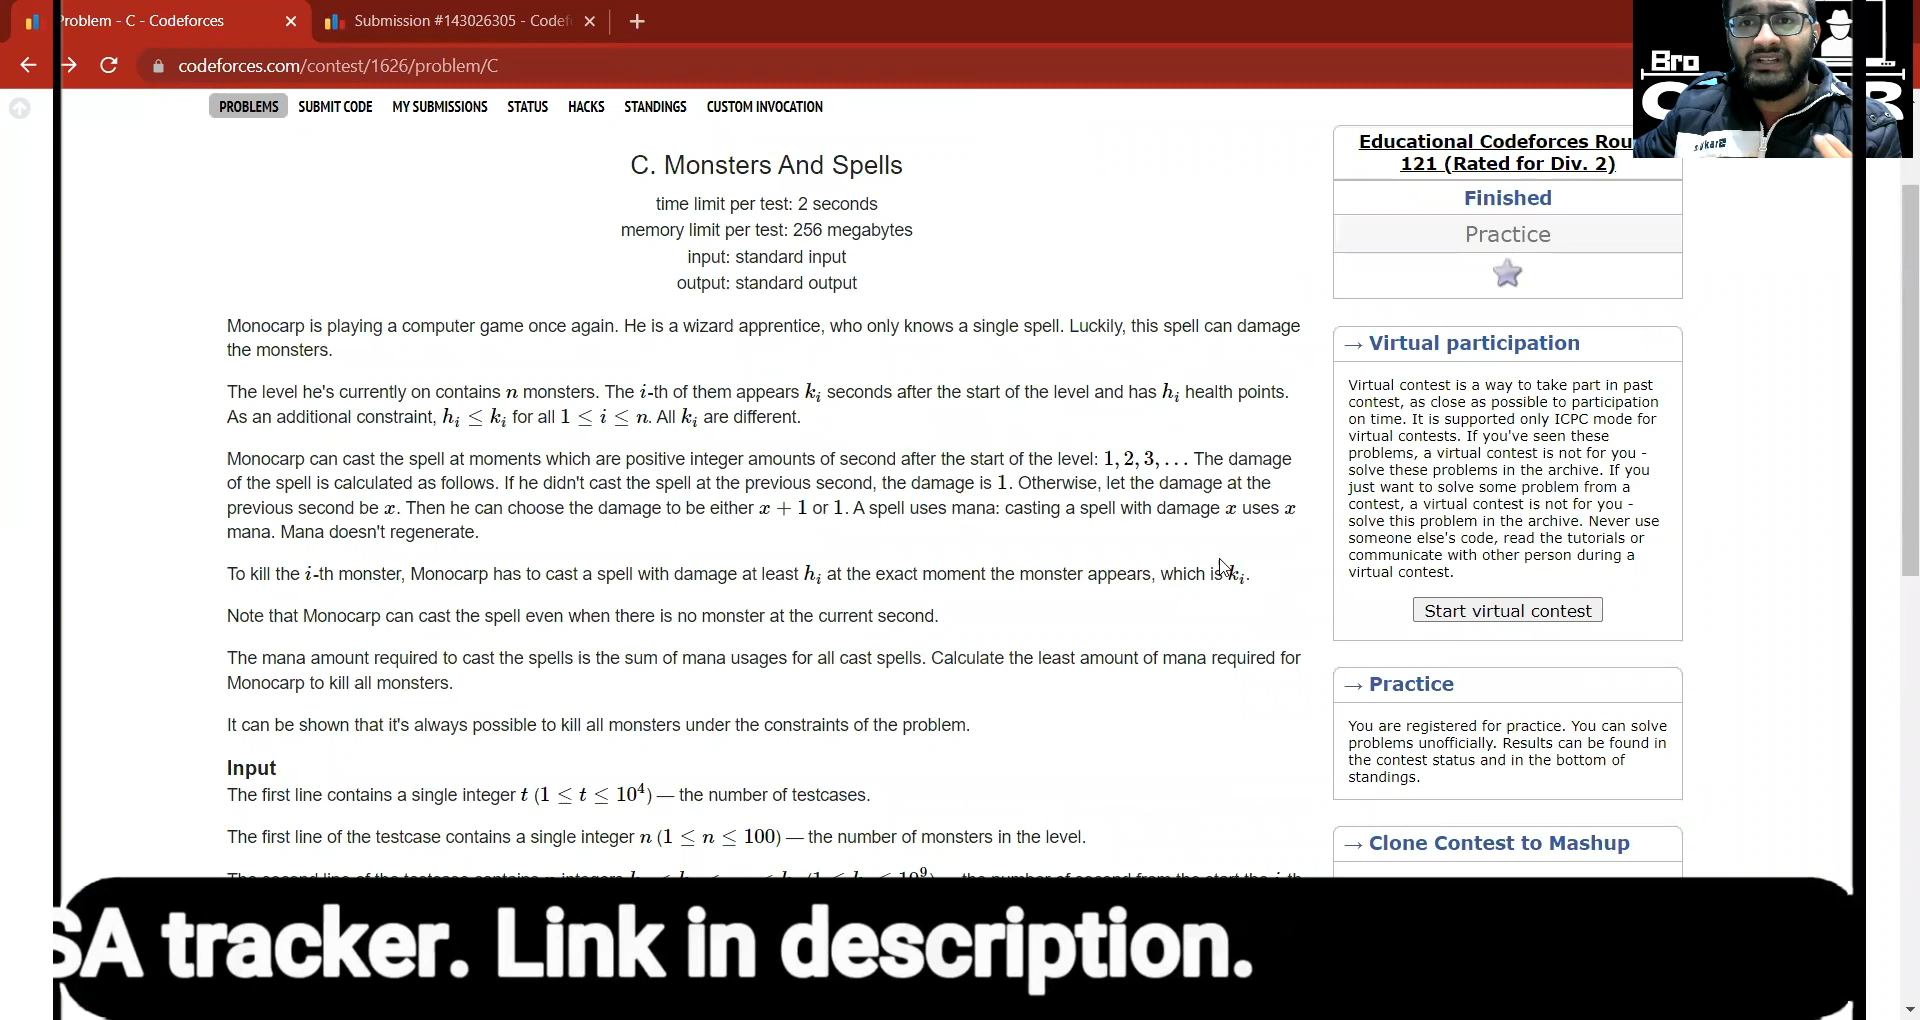 Problem - C - Codeforces
Submission #143026305 - Codef
codeforces.com/contest/1626/problem/C
Bro
PROBLEMS SUBMIT CODE MY SUBMISSIONS STATUS HACKS STANDINGS CUSTOM INVOCATION
C. Monsters And Spells
time limit per test: 2 seconds
memory limit per test: 256 megabytes
input: standard input
output: standard output
Monocarp is playing a computer game once again. He is a wizard apprentice, who only knows a single spell. Luckily, this spell can damage
the monsters.
The level he's currently on contains n monsters. The i-th of them appears kᵢ seconds after the start of the level and has hᵢ health points.
As an additional constraint, hᵢ ≤ kᵢ for all 1 ≤ i ≤ n. All kᵢ are different.
Monocarp can cast the spell at moments which are positive integer amounts of second after the start of the level: 1, 2, 3, … The damage
of the spell is calculated as follows. If he didn't cast the spell at the previous second, the damage is 1. Otherwise, let the damage at the
previous second be x. Then he can choose the damage to be either x + 1 or 1. A spell uses mana: casting a spell with damage x uses x
mana. Mana doesn't regenerate.
To kill the i-th monster, Monocarp has to cast a spell with damage at least hᵢ at the exact moment the monster appears, which is kᵢ.
Note that Monocarp can cast the spell even when there is no monster at the current second.
The mana amount required to cast the spells is the sum of mana usages for all cast spells. Calculate the least amount of mana required for
Monocarp to kill all monsters.
It can be shown that it's always possible to kill all monsters under the constraints of the problem.
Input
The first line contains a single integer t (1 ≤ t ≤ 10⁴) — the number of testcases.
The first line of the testcase contains a single integer n (1 ≤ n ≤ 100) — the number of monsters in the level.
Educational Codeforces Rou
121 (Rated for Div. 2)
Finished
Practice
→ Virtual participation
Virtual contest is a way to take part in past
contest, as close as possible to participation
on time. It is supported only ICPC mode for
virtual contests. If you've seen these
problems, a virtual contest is not for you -
solve these problems in the archive. If you
just want to solve some problem from a
contest, a virtual contest is not for you -
solve this problem in the archive. Never use
someone else's code, read the tutorials or
communicate with other person during a
virtual contest.
Start virtual contest
→ Practice
You are registered for practice. You can solve
problems unofficially. Results can be found in
the contest status and in the bottom of
standings.
→ Clone Contest to Mashup
SA tracker. Link in description.